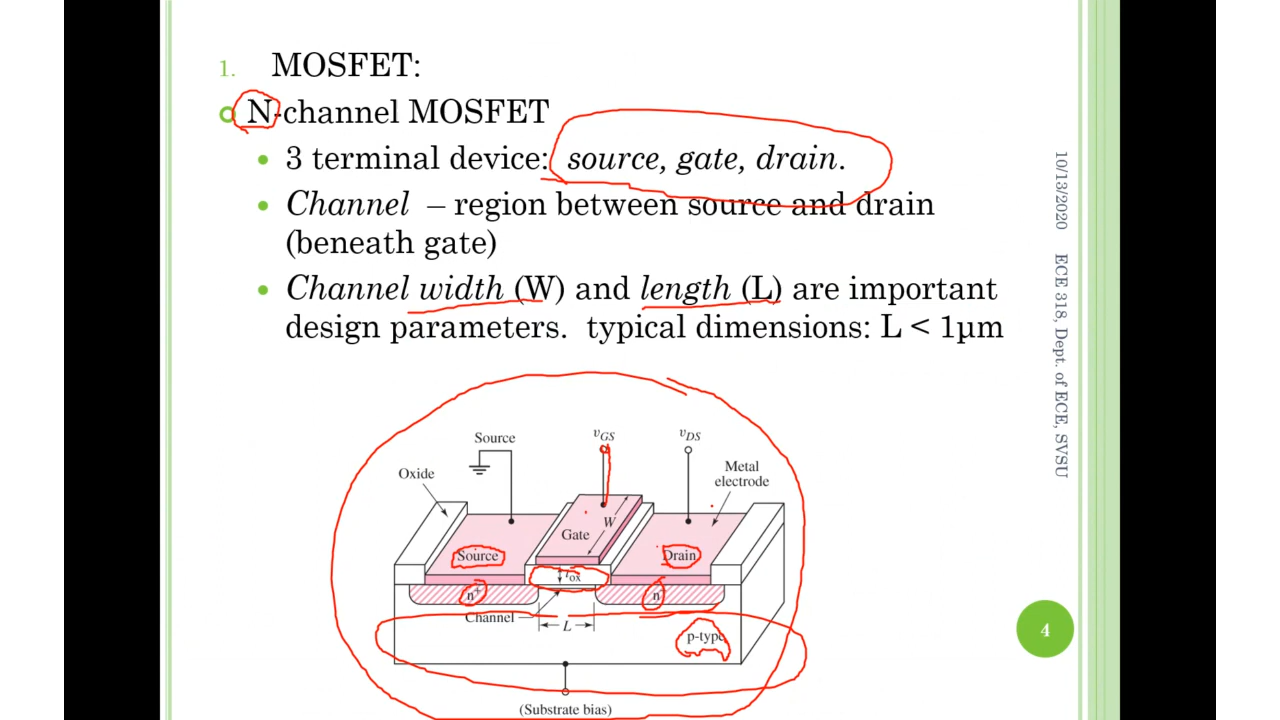 1. MOSFET:
N-channel MOSFET
• 3 terminal device: source, gate, drain.
• Channel – region between source and drain
(beneath gate)
• Channel width (W) and length (L) are important
design parameters. typical dimensions: L < 1µm
10/13/2020 ECE 318, Dept. of ECE, SVSU
4
Source
vGS
vDS
Oxide
Metal
electrode
W
Gate
Source
Drain
tox
n+
n
Channel
L
p-type
(Substrate bias)